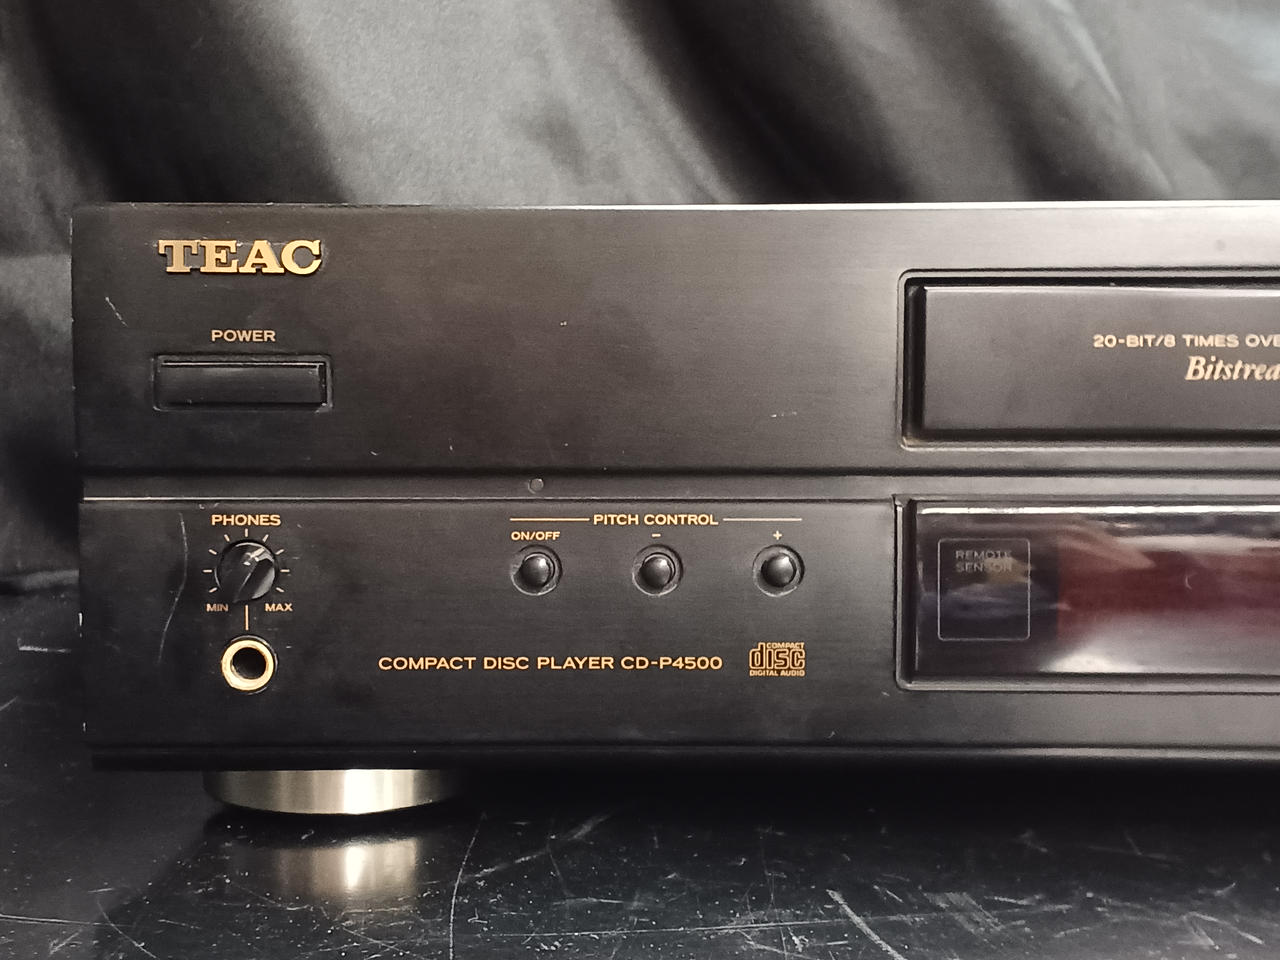 TEAC
POWER
20-BIT/8 TIMES
Bitstrea
PHONES
MIN MAX
PITCH CONTROL
ON/OFF - +
REMOTE
SENSOR
COMPACT DISC PLAYER CD-P4500
COMPACT
disc
DIGITAL AUDIO